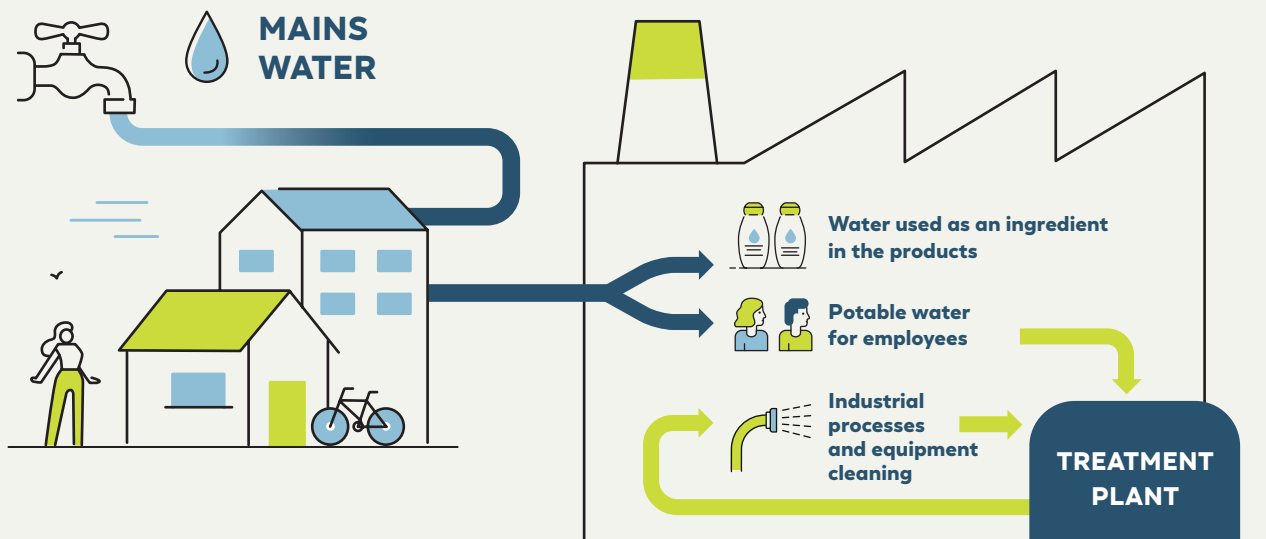 MAINS
WATER
Water used as an ingredient
in the products
Potable water
for employees
Industrial
processes
and equipment
cleaning
TREATMENT
PLANT